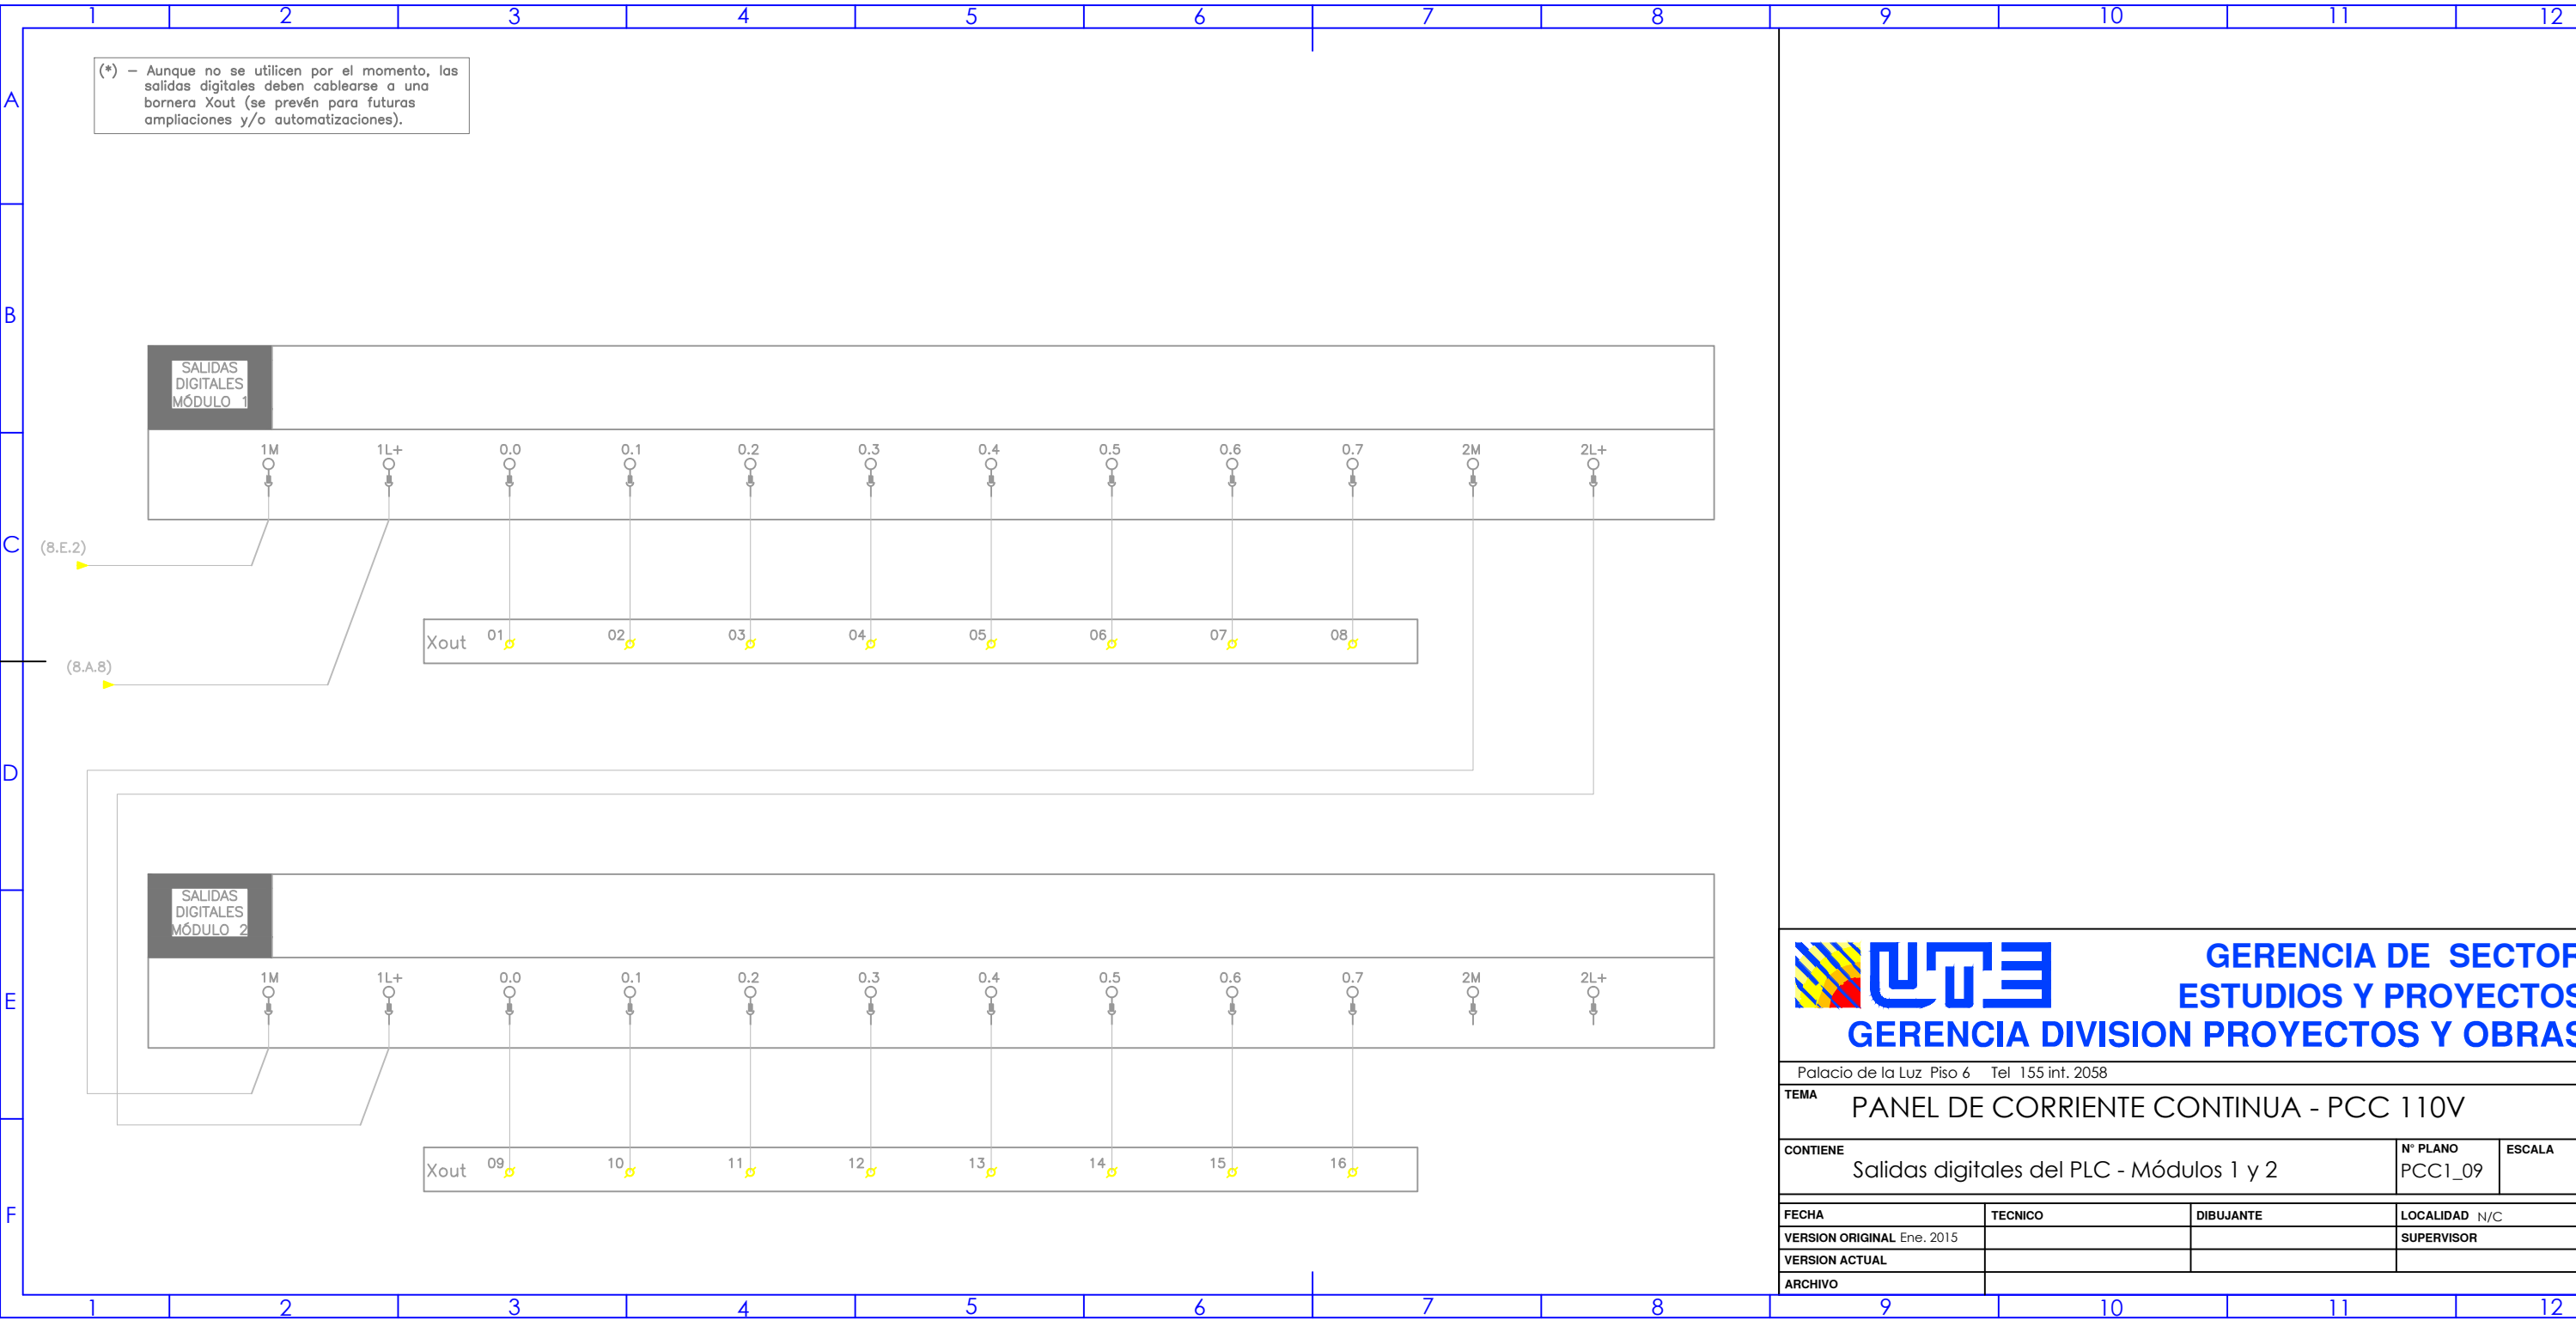 1 2 3 4 5 6 7 8 9 10 11 12
A
B
C
D
E
F
(*) – Aunque no se utilicen por el momento, las
salidas digitales deben cablearse a una
bornera Xout (se prevén para futuras
ampliaciones y/o automatizaciones).
SALIDAS
DIGITALES
MÓDULO 1
1M 1L+ 0.0 0.1 0.2 0.3 0.4 0.5 0.6 0.7 2M 2L+
(8.E.2)
Xout 01 02 03 04 05 06 07 08
(8.A.8)
SALIDAS
DIGITALES
MÓDULO 2
1M 1L+ 0.0 0.1 0.2 0.3 0.4 0.5 0.6 0.7 2M 2L+
Xout 09 10 11 12 13 14 15 16
UTE
GERENCIA DE SECTOR
ESTUDIOS Y PROYECTOS
GERENCIA DIVISION PROYECTOS Y OBRAS
Palacio de la Luz Piso 6 Tel 155 int. 2058
TEMA
PANEL DE CORRIENTE CONTINUA - PCC 110V
CONTIENE
Salidas digitales del PLC - Módulos 1 y 2
N° PLANO
PCC1_09
ESCALA
FECHA TECNICO DIBUJANTE LOCALIDAD N/C
VERSION ORIGINAL Ene. 2015 SUPERVISOR
VERSION ACTUAL
ARCHIVO
1 2 3 4 5 6 7 8 9 10 11 12